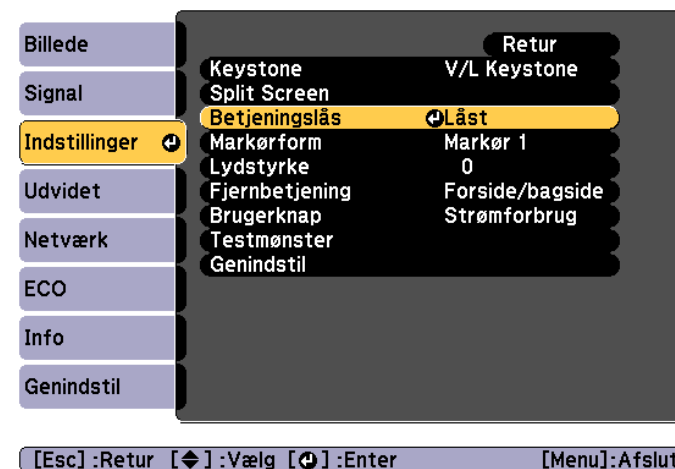 Billede
Signal
Indstillinger
Udvidet
Netværk
ECO
Info
Genindstil
Retur
Keystone V/L Keystone
Split Screen
Betjeningslås Låst
Markørform Markør 1
Lydstyrke 0
Fjernbetjening Forside/bagside
Brugerknap Strømforbrug
Testmønster
Genindstil
[Esc] :Retur [◆] :Vælg [⏎] :Enter [Menu]:Afslut